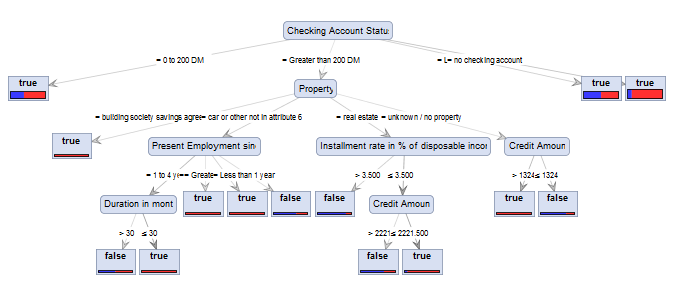 Checking Account Status
= 0 to 200 DM
= Greater than 200 DM
= no checking account
true
true
true
Property
= building society savings agree
= car or other not in attribute 6
= real estate
= unknown / no property
true
Present Employment sin
Installment rate in % of disposable incor
Credit Amoun
= 1 to 4 ye
== Greate
= Less than 1 year
> 3.500
≤ 3.500
> 1324
≤ 1324
Duration in mont
true
true
false
false
Credit Amoun
true
false
> 30
≤ 30
> 2221
≤ 2221.500
false
true
false
true